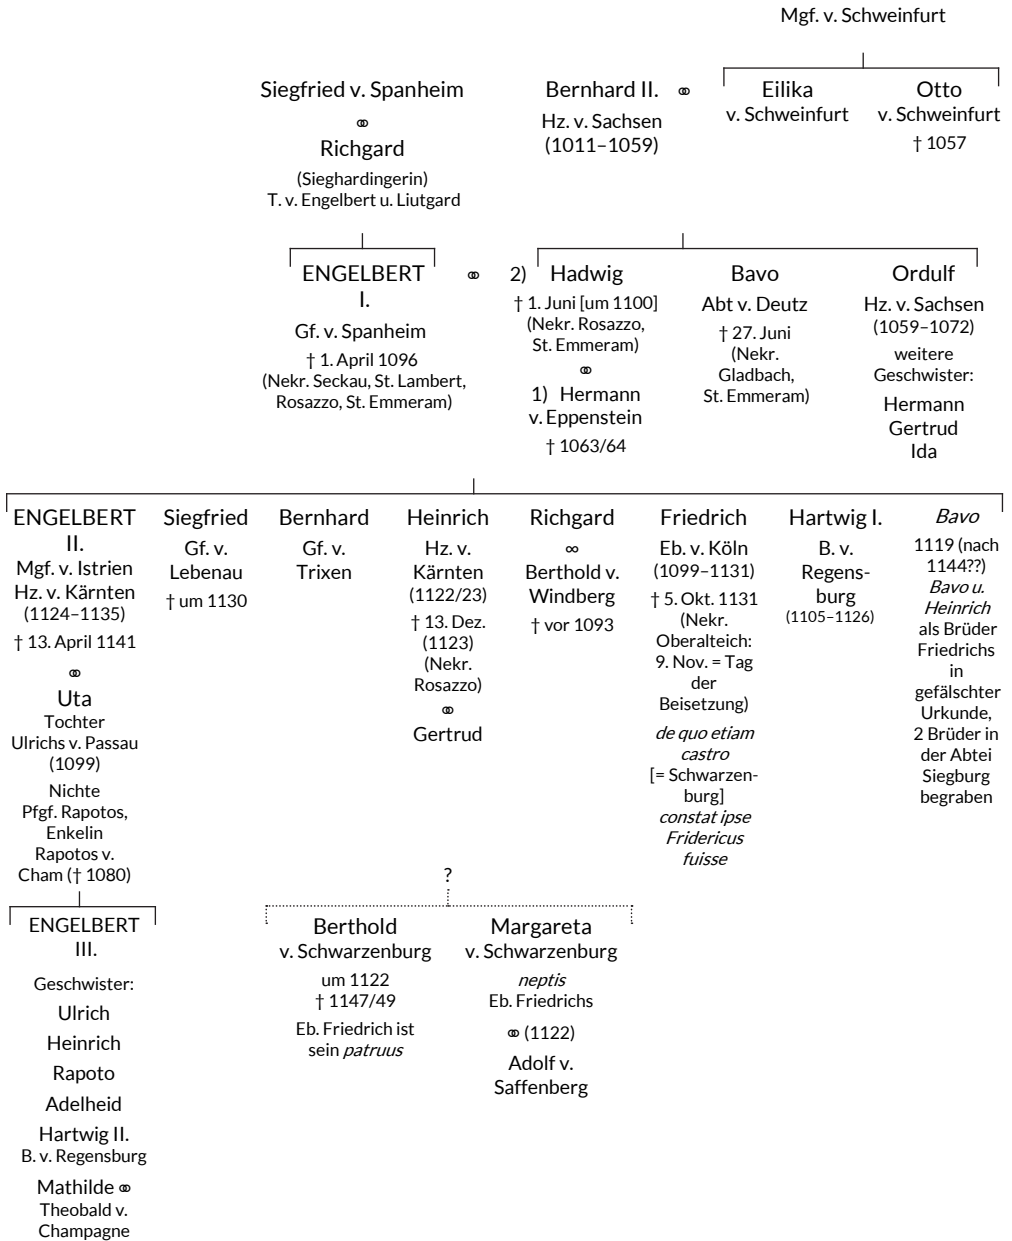 Mgf. v. Schweinfurt
Siegfried v. Spanheim
⚭
Richgard
(Sieghardingerin)
T. v. Engelbert u. Liutgard
Bernhard II. ⚭
Hz. v. Sachsen
(1011–1059)
Eilika
v. Schweinfurt
Otto
v. Schweinfurt
† 1057
ENGELBERT
I.
Gf. v. Spanheim
† 1. April 1096
(Nekr. Seckau, St. Lambert,
Rosazzo, St. Emmeram)
⚭ 2) Hadwig
† 1. Juni [um 1100]
(Nekr. Rosazzo,
St. Emmeram)
⚭
1) Hermann
v. Eppenstein
† 1063/64
Bavo
Abt v. Deutz
† 27. Juni
(Nekr.
Gladbach,
St. Emmeram)
Ordulf
Hz. v. Sachsen
(1059–1072)
weitere
Geschwister:
Hermann
Gertrud
Ida
ENGELBERT
II.
Mgf. v. Istrien
Hz. v. Kärnten
(1124–1135)
† 13. April 1141
⚭
Uta
Tochter
Ulrichs v. Passau
(1099)
Nichte
Pfgf. Rapotos,
Enkelin
Rapotos v.
Cham († 1080)
Siegfried
Gf. v.
Lebenau
† um 1130
Bernhard
Gf. v.
Trixen
Heinrich
Hz. v.
Kärnten
(1122/23)
† 13. Dez.
(1123)
(Nekr.
Rosazzo)
⚭
Gertrud
Richgard
∞
Berthold v.
Windberg
† vor 1093
Friedrich
Eb. v. Köln
(1099–1131)
† 5. Okt. 1131
(Nekr.
Oberalteich:
9. Nov. = Tag
der
Beisetzung)
de quo etiam
castro
[= Schwarzen-
burg]
constat ipse
Fridericus
fuisse
Hartwig I.
B. v.
Regens-
burg
(1105–1126)
Bavo
1119 (nach
1144??)
Bavo u.
Heinrich
als Brüder
Friedrichs
in
gefälschter
Urkunde,
2 Brüder in
der Abtei
Siegburg
begraben
ENGELBERT
III.
Geschwister:
Ulrich
Heinrich
Rapoto
Adelheid
Hartwig II.
B. v. Regensburg
Mathilde ⚭
Theobald v.
Champagne
?
Berthold
v. Schwarzenburg
um 1122
† 1147/49
Eb. Friedrich ist
sein patruus
Margareta
v. Schwarzenburg
neptis
Eb. Friedrichs
⚭ (1122)
Adolf v.
Saffenberg